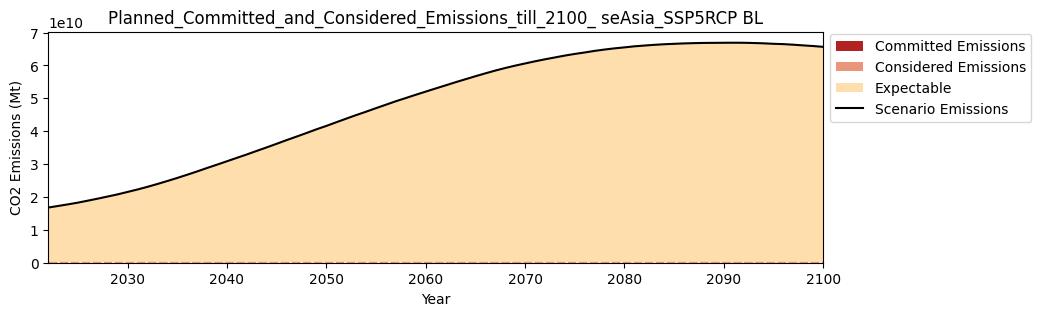 Planned_Committed_and_Considered_Emissions_till_2100_ seAsia_SSP5RCP BL
1e10
7
6
5
4
3
2
1
0
CO2 Emissions (Mt)
2030 2040 2050 2060 2070 2080 2090 2100
Year
Committed Emissions
Considered Emissions
Expectable
Scenario Emissions